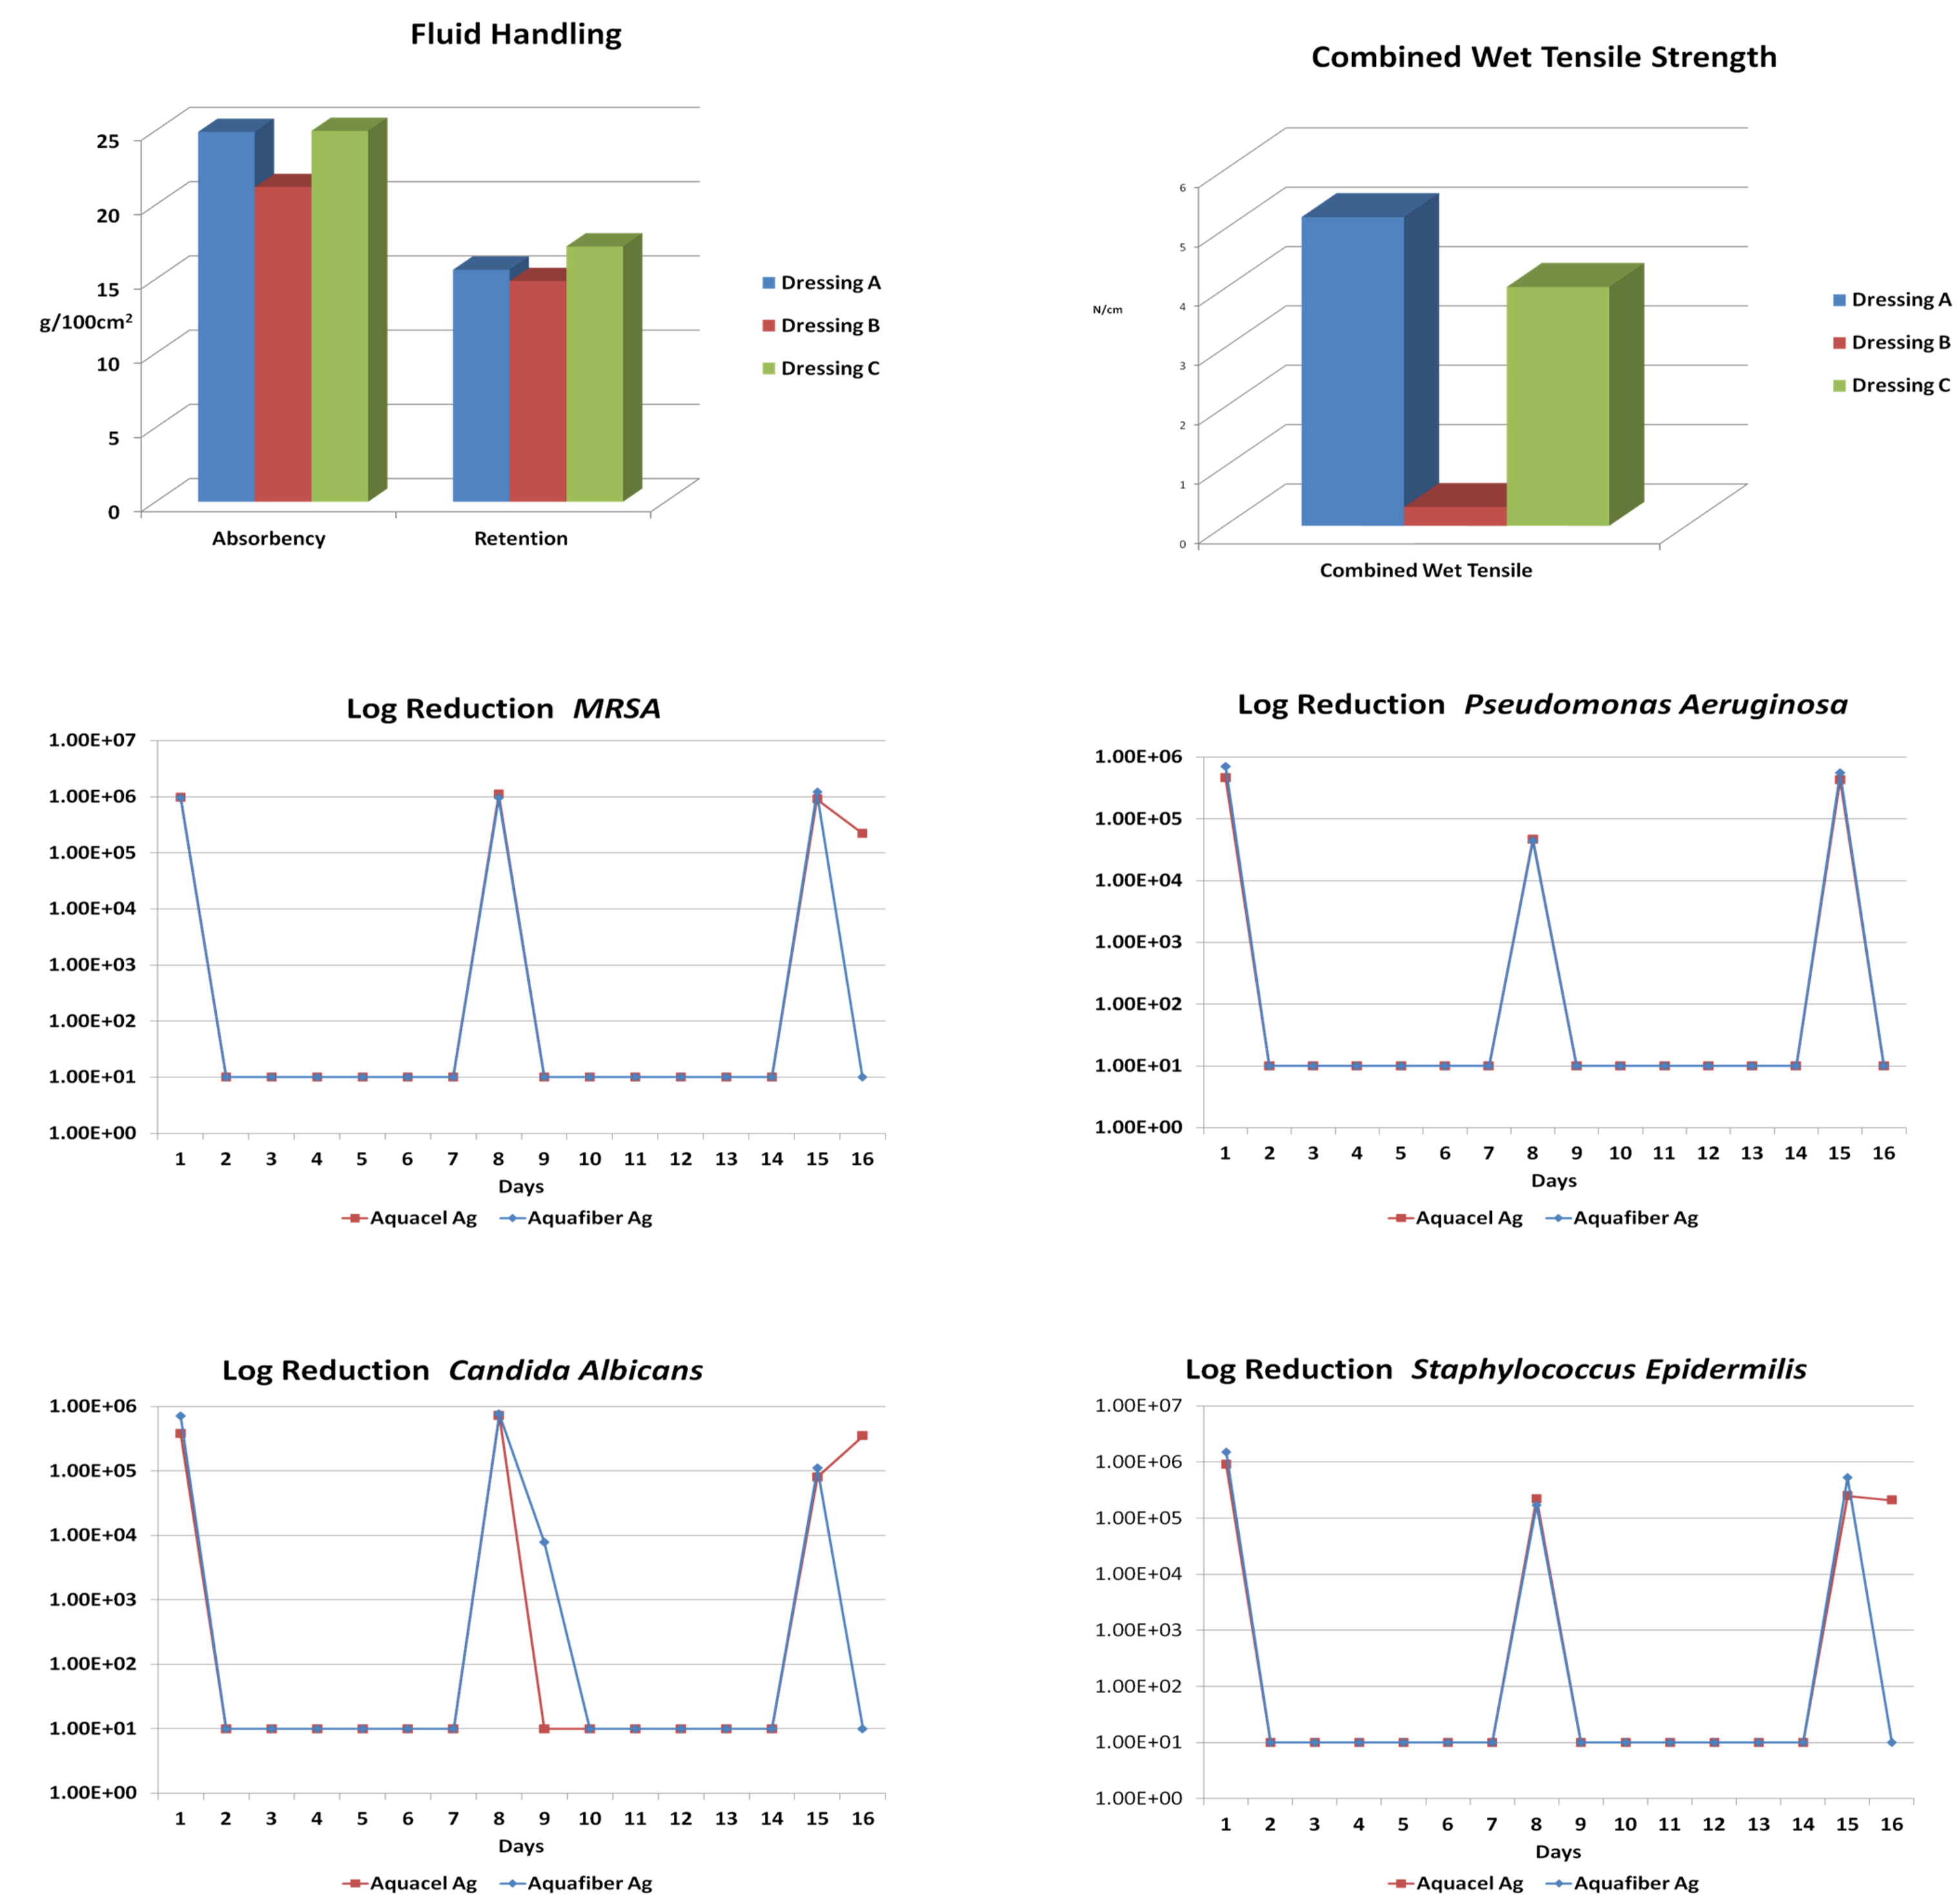 Fluid Handling
25
20
15
g/100cm²
10
5
0
Absorbency Retention
Dressing A
Dressing B
Dressing C
Combined Wet Tensile Strength
6
5
N/cm 4
3
2
1
0
Combined Wet Tensile
Dressing A
Dressing B
Dressing C
Log Reduction MRSA
1.00E+07
1.00E+06
1.00E+05
1.00E+04
1.00E+03
1.00E+02
1.00E+01
1.00E+00
1 2 3 4 5 6 7 8 9 10 11 12 13 14 15 16
Days
Aquacel Ag Aquafiber Ag
Log Reduction Pseudomonas Aeruginosa
1.00E+06
1.00E+05
1.00E+04
1.00E+03
1.00E+02
1.00E+01
1.00E+00
1 2 3 4 5 6 7 8 9 10 11 12 13 14 15 16
Days
Aquacel Ag Aquafiber Ag
Log Reduction Candida Albicans
1.00E+06
1.00E+05
1.00E+04
1.00E+03
1.00E+02
1.00E+01
1.00E+00
1 2 3 4 5 6 7 8 9 10 11 12 13 14 15 16
Days
Aquacel Ag Aquafiber Ag
Log Reduction Staphylococcus Epidermilis
1.00E+07
1.00E+06
1.00E+05
1.00E+04
1.00E+03
1.00E+02
1.00E+01
1.00E+00
1 2 3 4 5 6 7 8 9 10 11 12 13 14 15 16
Days
Aquacel Ag Aquafiber Ag